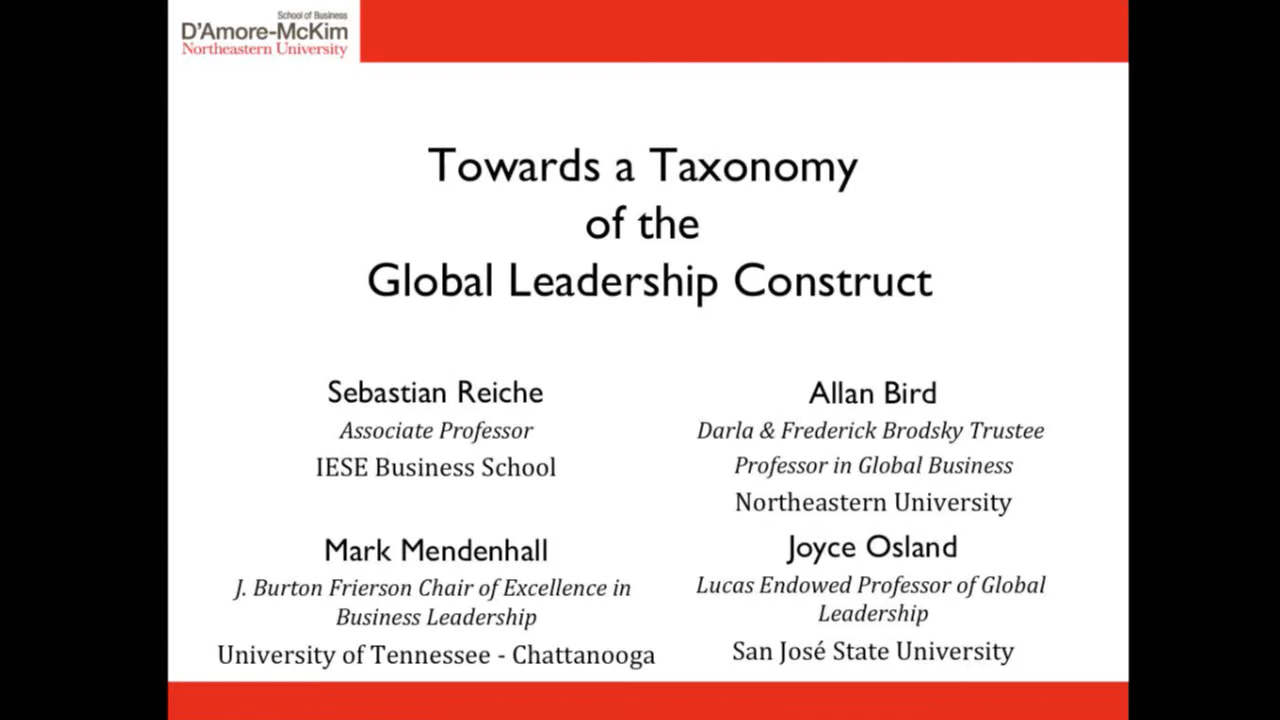 School of Business
D'Amore-McKim
Northeastern University
Towards a Taxonomy
of the
Global Leadership Construct
Sebastian Reiche
Associate Professor
IESE Business School
Allan Bird
Darla & Frederick Brodsky Trustee
Professor in Global Business
Northeastern University
Mark Mendenhall
J. Burton Frierson Chair of Excellence in
Business Leadership
University of Tennessee - Chattanooga
Joyce Osland
Lucas Endowed Professor of Global
Leadership
San José State University